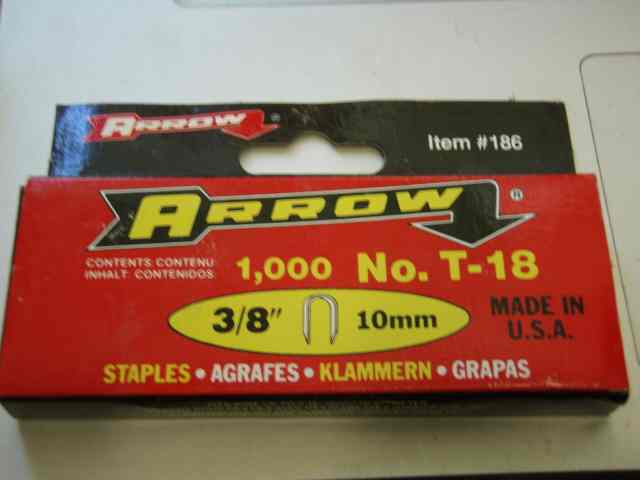 ARROW®
Item #186
ARROW®
CONTENTS: CONTENU:
INHALT: CONTENIDOS:
1,000 No. T-18
3/8" 10mm
MADE IN
U.S.A.
STAPLES • AGRAFES • KLAMMERN • GRAPAS